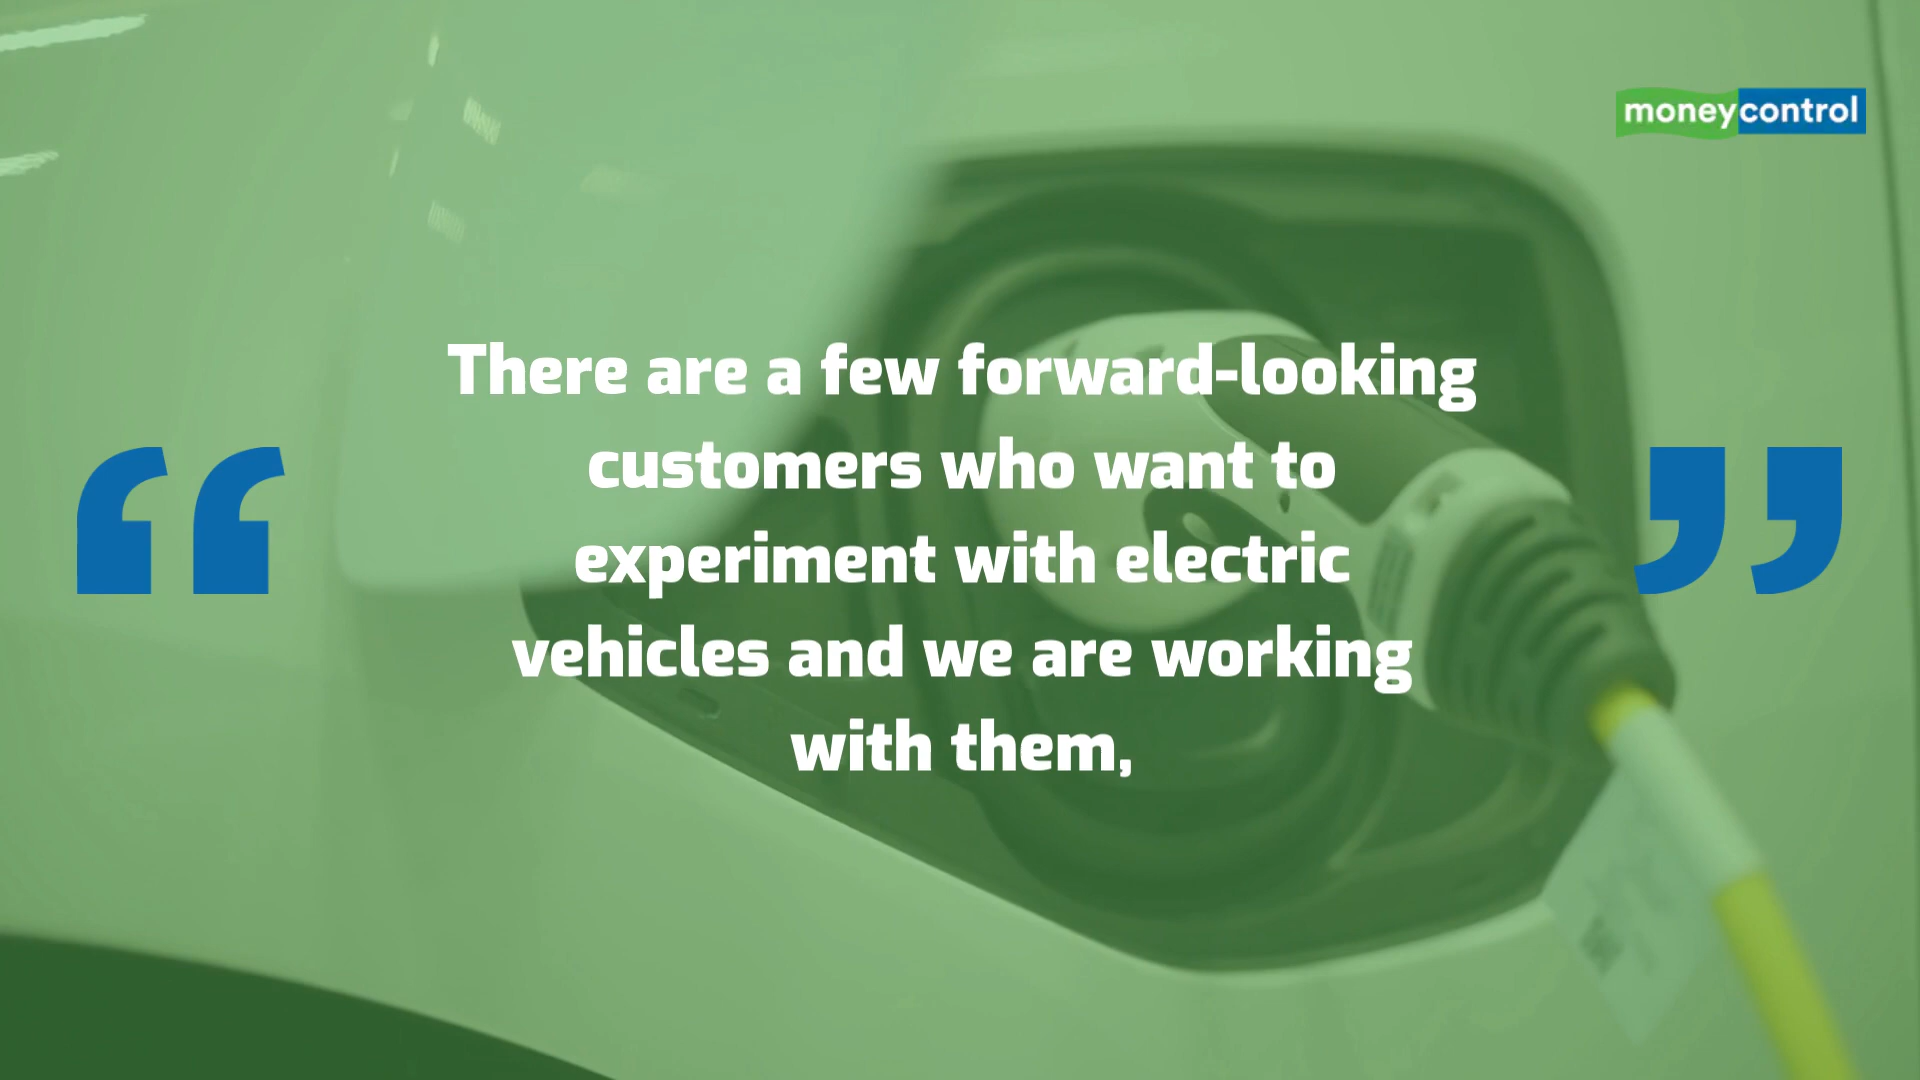 moneycontrol
There are a few forward-looking
customers who want to
experiment with electric
vehicles and we are working
with them,
“ ”